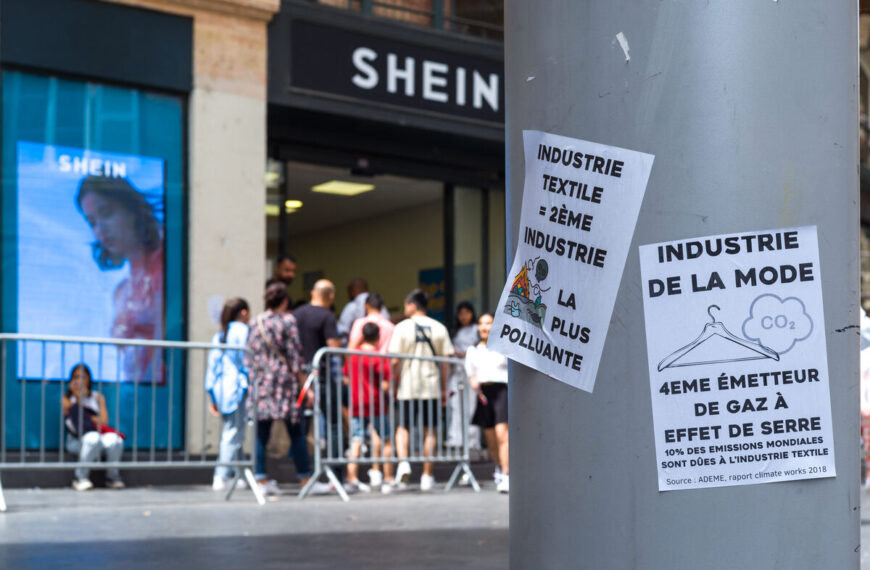 SHEIN
SHEIN
INDUSTRIE
TEXTILE
= 2ÈME
INDUSTRIE
LA
PLUS
POLLUANTE
INDUSTRIE
DE LA MODE
CO2
4EME ÉMETTEUR
DE GAZ À
EFFET DE SERRE
10% DES EMISSIONS MONDIALES
SONT DÛES À L'INDUSTRIE TEXTILE
Source : ADEME, raport climate works 2018